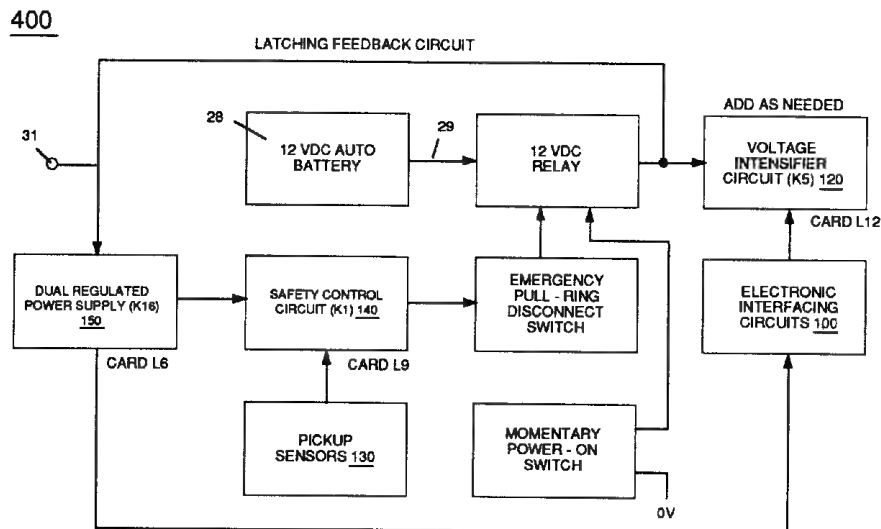 400
LATCHING FEEDBACK CIRCUIT
31
28
12 VDC AUTO
BATTERY
29
12 VDC
RELAY
ADD AS NEEDED
VOLTAGE
INTENSIFIER
CIRCUIT (K5) 120
CARD L12
DUAL REGULATED
POWER SUPPLY (K16)
150
CARD L6
SAFETY CONTROL
CIRCUIT (K1) 140
CARD L9
EMERGENCY
PULL - RING
DISCONNECT
SWITCH
ELECTRONIC
INTERFACING
CIRCUITS 100
PICKUP
SENSORS 130
MOMENTARY
POWER - ON
SWITCH
0V